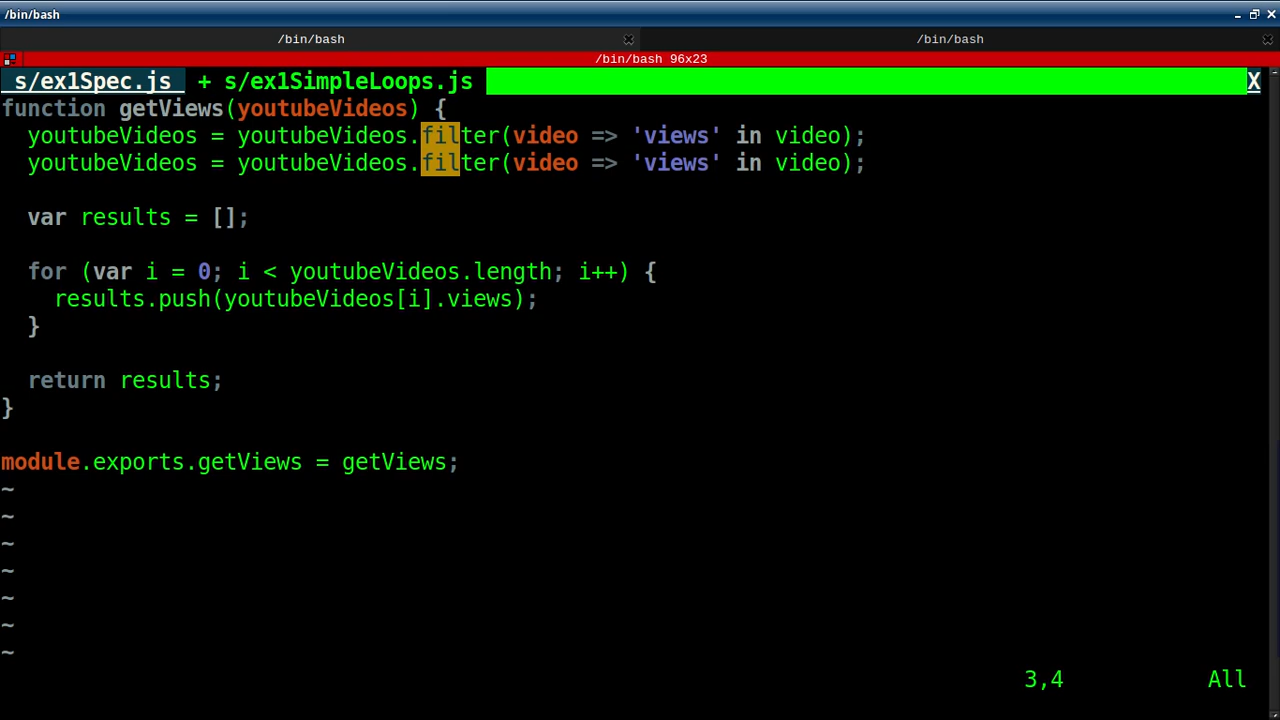 /bin/bash
/bin/bash /bin/bash
/bin/bash 96x23
s/ex1Spec.js + s/ex1SimpleLoops.js X
function getViews(youtubeVideos) {
  youtubeVideos = youtubeVideos.filter(video => 'views' in video);
  youtubeVideos = youtubeVideos.filter(video => 'views' in video);
  var results = [];
  for (var i = 0; i < youtubeVideos.length; i++) {
    results.push(youtubeVideos[i].views);
  }
  return results;
}
module.exports.getViews = getViews;
~
~
~
~
~
~
~
3,4 All